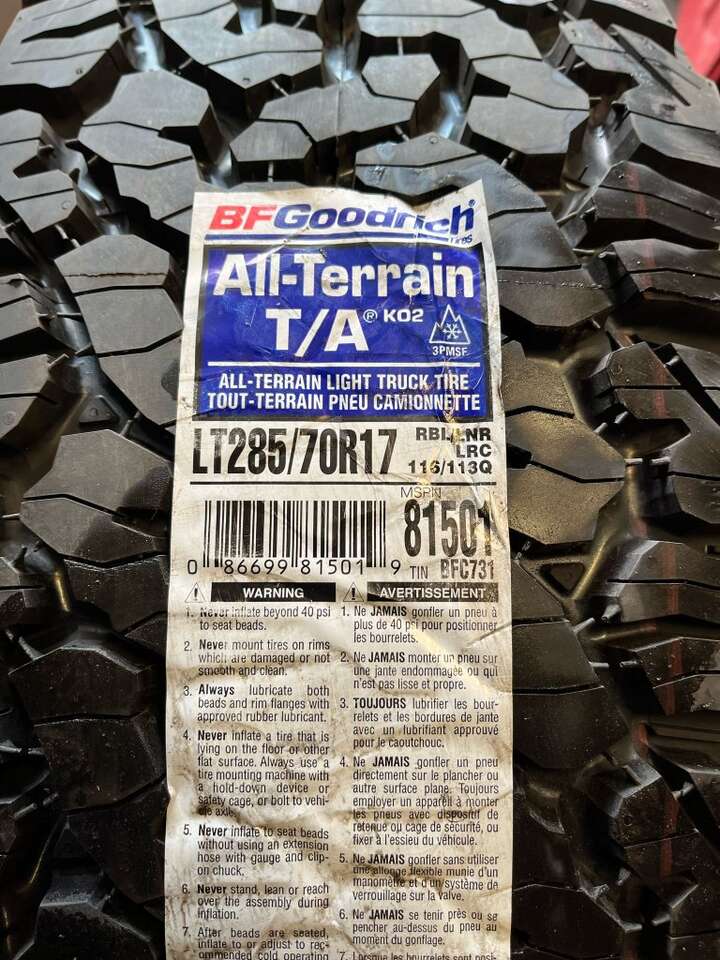 BFGoodrich®
Tires
All-Terrain
T/A® KO2
3PMSF
ALL-TERRAIN LIGHT TRUCK TIRE
TOUT-TERRAIN PNEU CAMIONNETTE
LT285/70R17
RBL/LNR
LRC
116/113Q
MSPN
81501
0 86699 81501 9
TIN BFC731
WARNING
1. Never inflate beyond 40 psi
to seat beads.
2. Never mount tires on rims
which are damaged or not
smooth and clean.
3. Always lubricate both
beads and rim flanges with
approved rubber lubricant.
4. Never inflate a tire that is
lying on the floor or other
flat surface. Always use a
tire mounting machine with
a hold-down device or
safety cage, or bolt to vehi-
cle axle.
5. Never inflate to seat beads
without using an extension
hose with gauge and clip-
on chuck.
6. Never stand, lean or reach
over the assembly during
inflation.
7. After beads are seated,
inflate to or adjust to rec-
ommended cold operating
AVERTISSEMENT
1. Ne JAMAIS gonfler un pneu à
plus de 40 psi pour positionner
les bourrelets.
2. Ne JAMAIS monter un pneu sur
une jante endommagée ou qui
n'est pas lisse et propre.
3. TOUJOURS lubrifier les bour-
relets et les bordures de jante
avec un lubrifiant approuvé
pour le caoutchouc.
4. Ne JAMAIS gonfler un pneu
directement sur le plancher ou
autre surface plane. Toujours
employer un appareil à monter
les pneus avec dispositif de
retenue ou cage de sécurité, ou
fixer à l'essieu du véhicule.
5. Ne JAMAIS gonfler sans utiliser
une allonge flexible munie d'un
manomètre et d'un système de
verrouillage sur la valve.
6. Ne JAMAIS se tenir près ou se
pencher au-dessus du pneu au
moment du gonflage.
7. Lorsque les bourrelets sont posi-